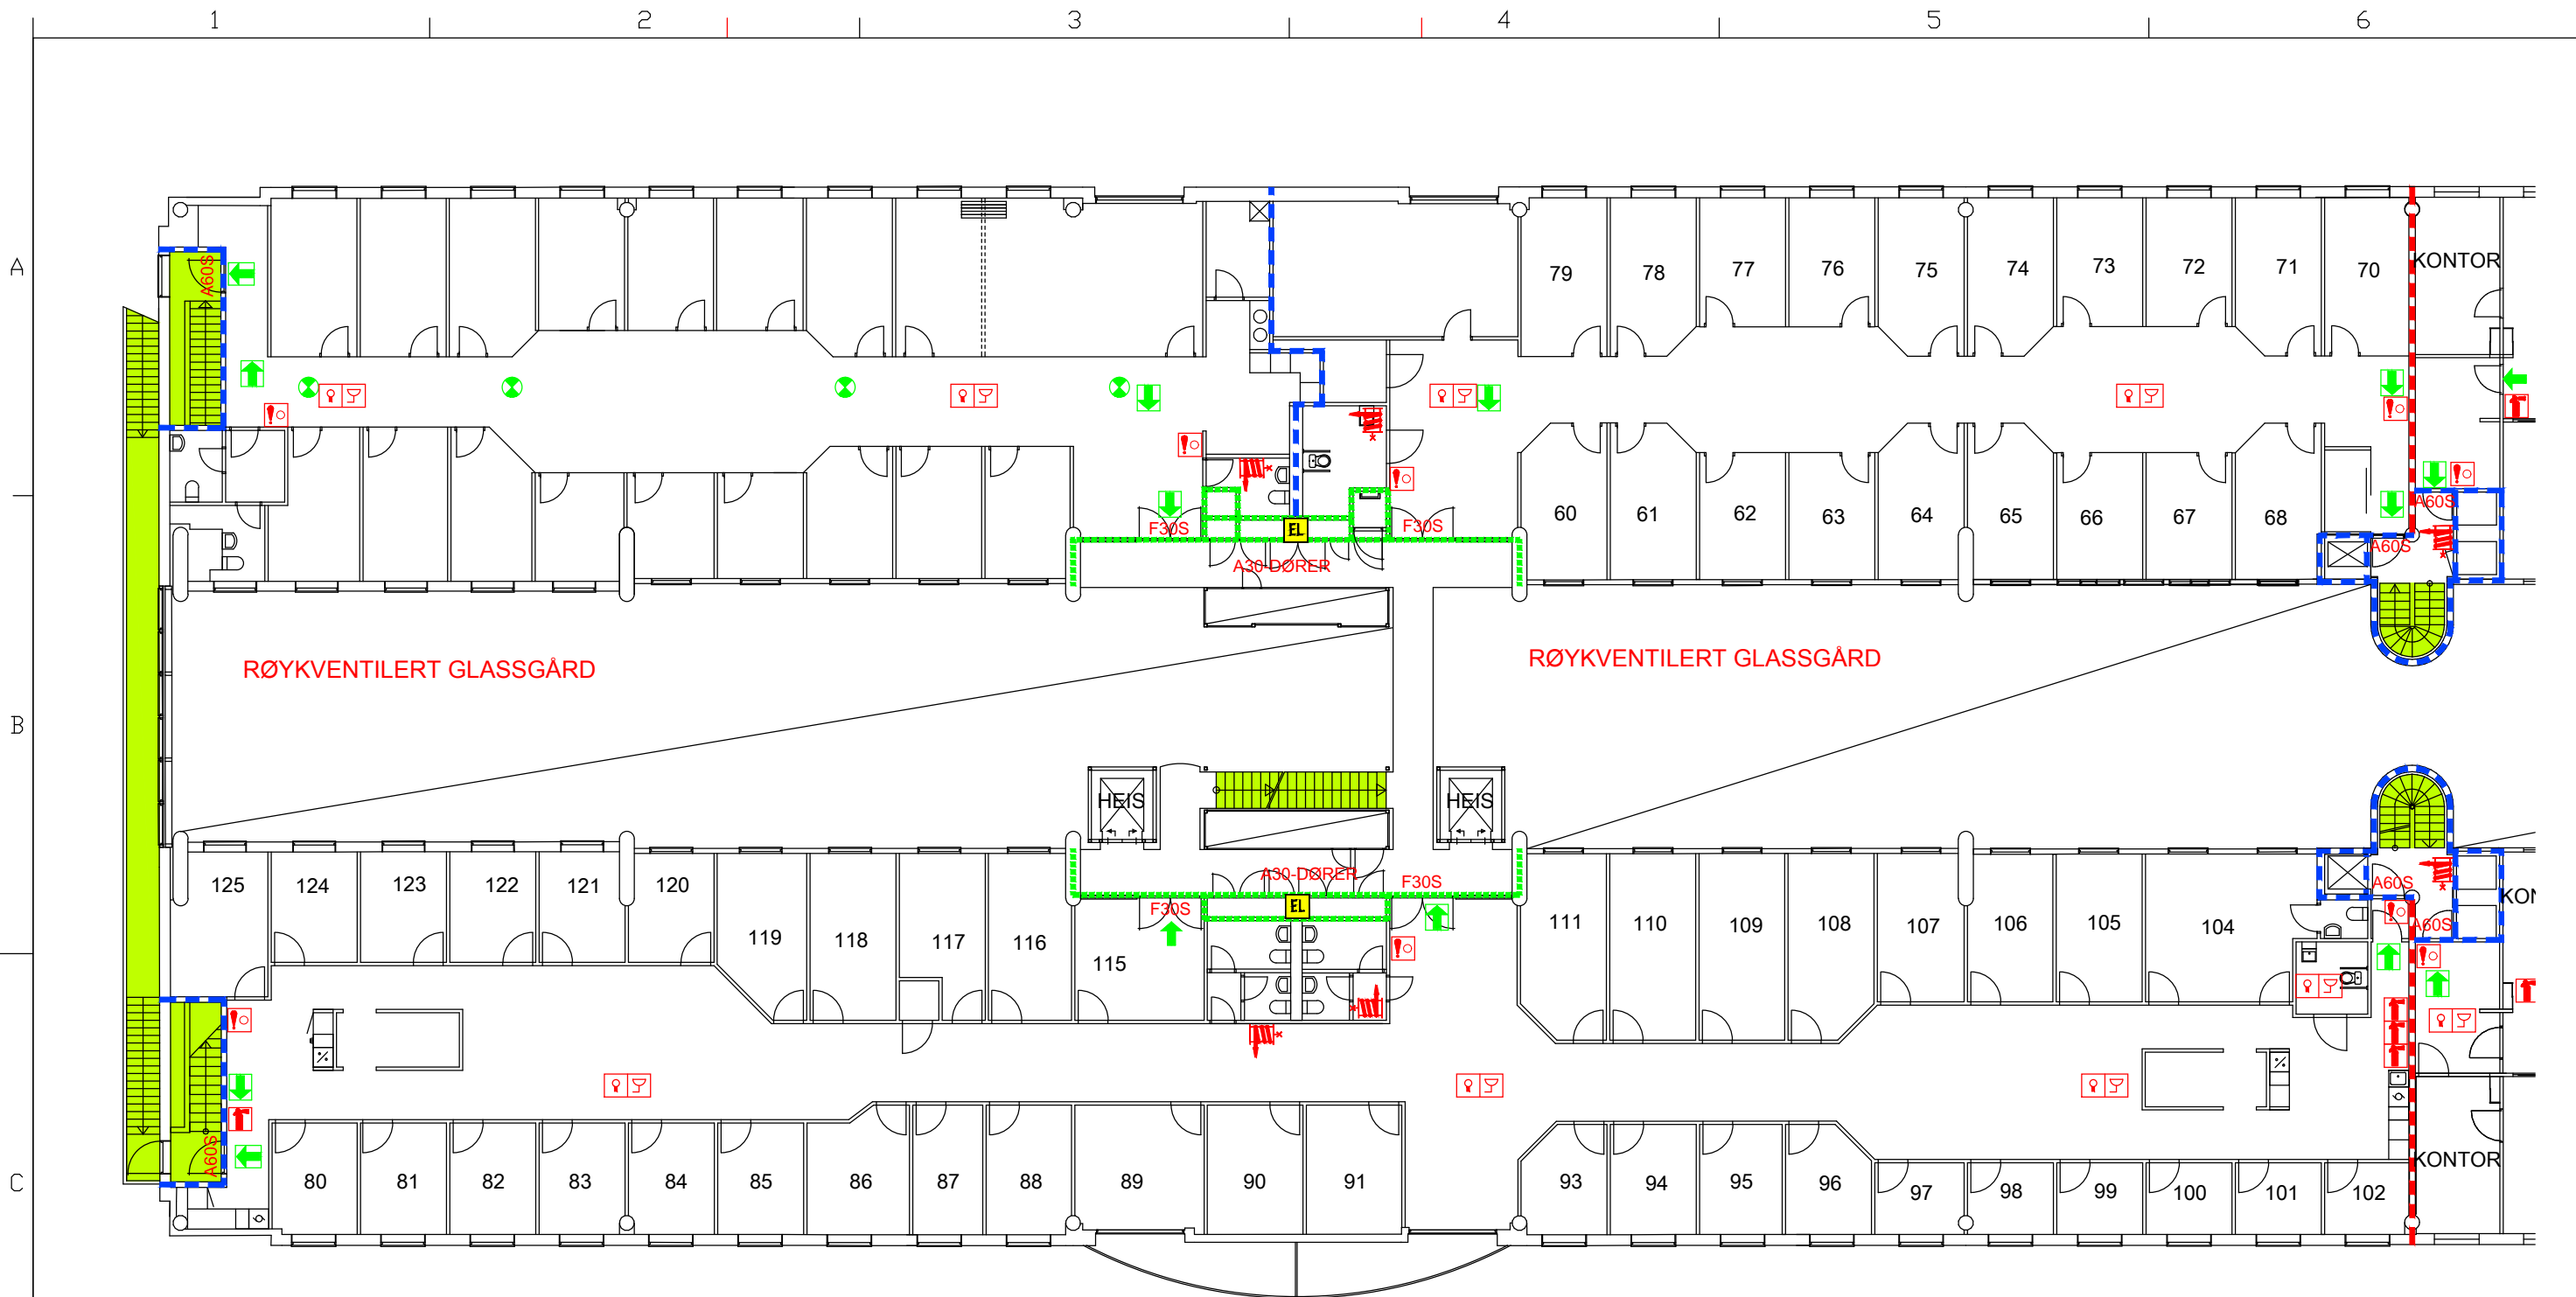 1 2 3 4 5 6
A
A60S
79 78 77 76 75 74 73 72 71 70 KONTOR
F30S F30S
A60S
EL
60 61 62 63 64 65 66 67 68
A60S
A30-DØRER
RØYKVENTILERT GLASSGÅRD RØYKVENTILERT GLASSGÅRD
B
HEIS HEIS
125 124 123 122 121 120
A30-DØRER F30S
A60S
KON
F30S EL
111 110 109 108 107 106 105 104
A60S
119 118 117 116 115
C
A60S
KONTOR
80 81 82 83 84 85 86 87 88 89 90 91 93 94 95 96 97 98 99 100 101 102